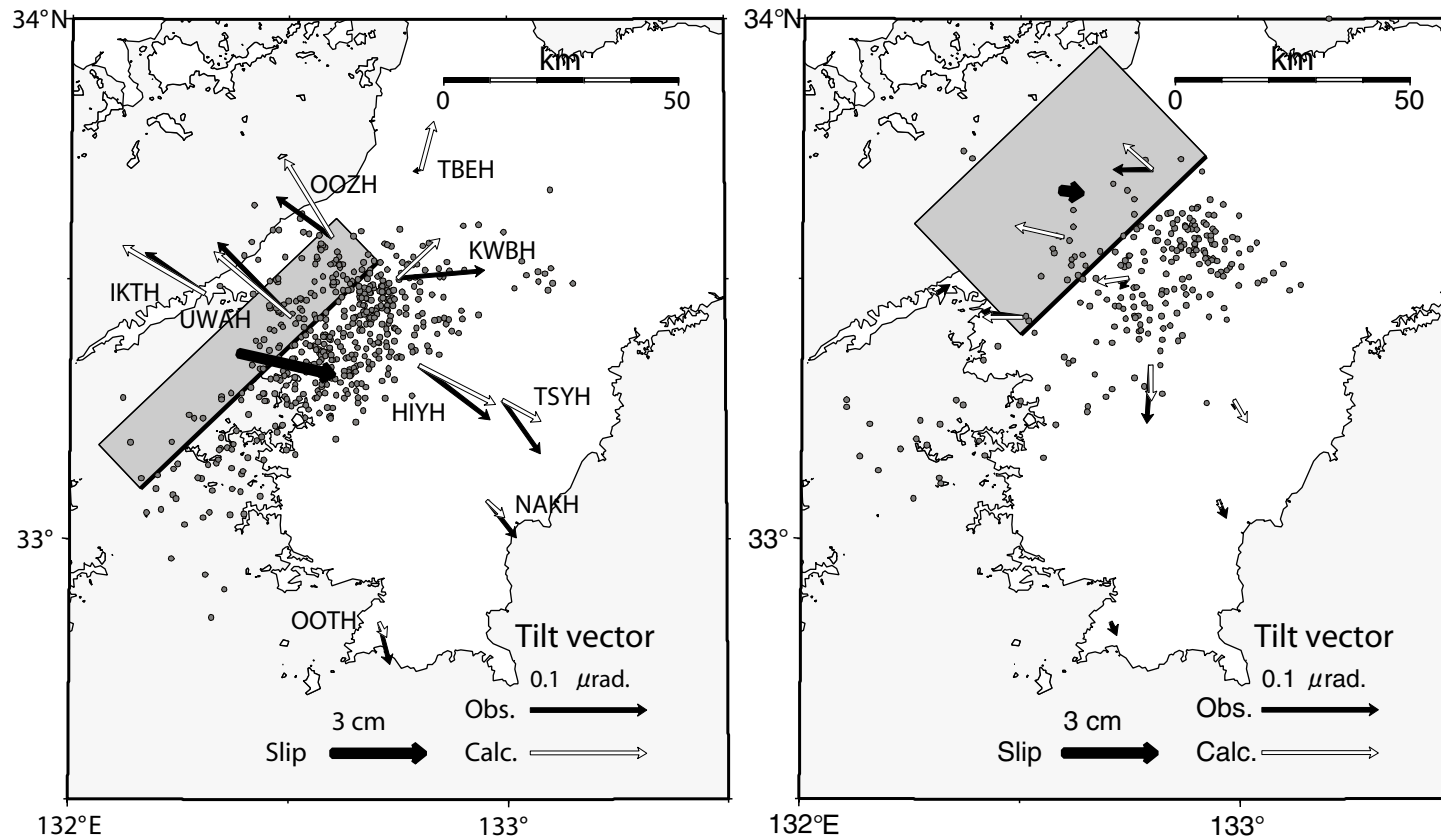 34°N
km
0 50
TBEH
OOZH
KWBH
IKTH
UWAH
HIYH
TSYH
NAKH
33°
OOTH
Tilt vector
0.1 μrad.
Obs.
3 cm
Slip
Calc.
132°E
133°
34°N
km
0 50
33°
Tilt vector
0.1 μrad.
Obs.
3 cm
Slip
Calc.
132°E
133°